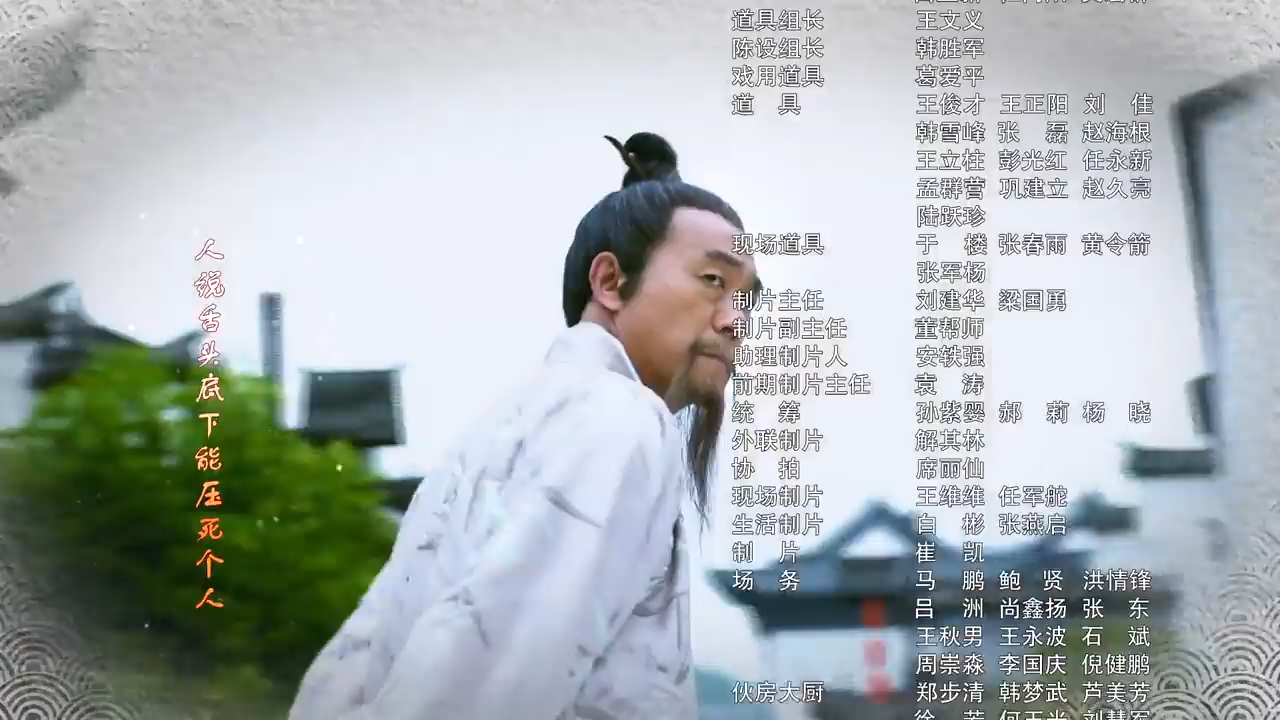 人说舌头底下能压死个人
道具组长 王文义
陈设组长 韩胜军
戏用道具 葛爱平
道 具 王俊才 王正阳 刘 佳
韩雪峰 张 磊 赵海根
王立柱 彭光红 任永新
孟群营 巩建立 赵久亮
陆跃珍
现场道具 于 楼 张春雨 黄令箭
张军杨
制片主任 刘建华 梁国勇
制片副主任 董帮师
助理制片人 安轶强
前期制片主任 袁 涛
统 筹 孙紫婴 郝 莉 杨 晓
外联制片 解其林
协 拍 席丽仙
现场制片 王维维 任军舵
生活制片 白 彬 张燕启
制 片 崔 凯
场 务 马 鹏 鲍 贤 洪情锋
吕 洲 尚鑫扬 张 东
王秋男 王永波 石 斌
周崇淼 李国庆 倪健鹏
伙房大厨 郑步清 韩梦武 芦美芳